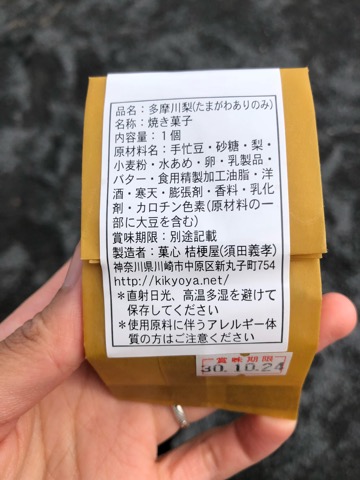 品名：多摩川梨(たまがわありのみ)
名称：焼き菓子
内容量：1個
原材料名：手忙豆・砂糖・梨・
小麦粉・水あめ・卵・乳製品・
バター・食用精製加工油脂・洋
酒・寒天・膨張剤・香料・乳化
剤・カロチン色素(原材料の一
部に大豆を含む)
賞味期限：別途記載
製造者：菓心 桔梗屋(須田義孝)
神奈川県川崎市中原区新丸子町754
http://kikyoya.net/
＊直射日光、高温多湿を避けて
保存してください
＊使用原料に伴うアレルギー体
質の方はご注意ください
賞味期限
30.10.24